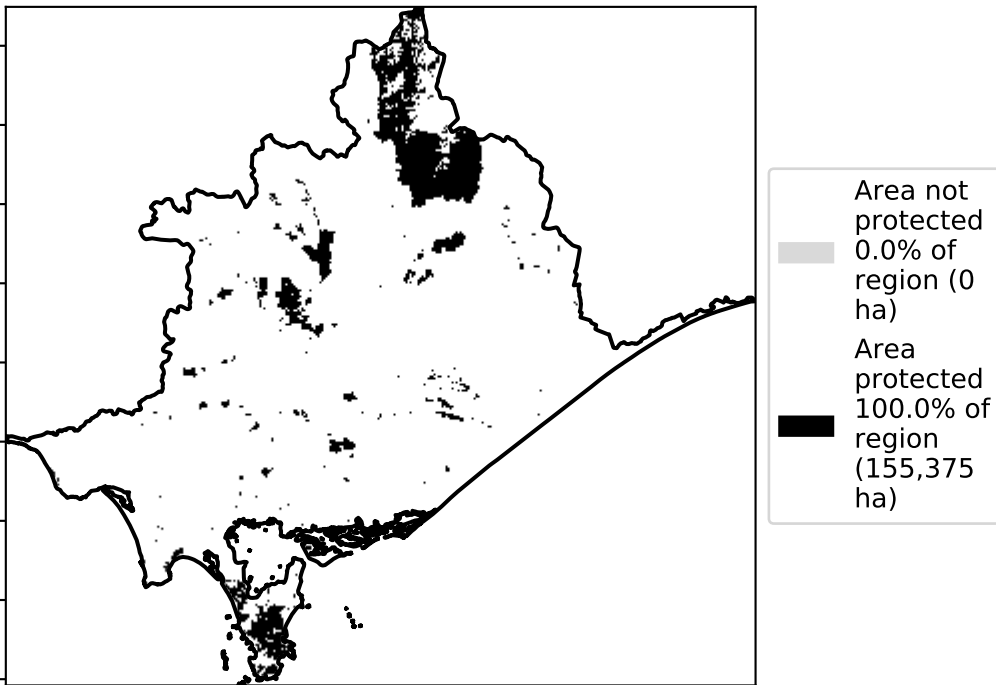 Area not
protected
0.0% of
region (0
ha)
Area
protected
100.0% of
region
(155,375
ha)